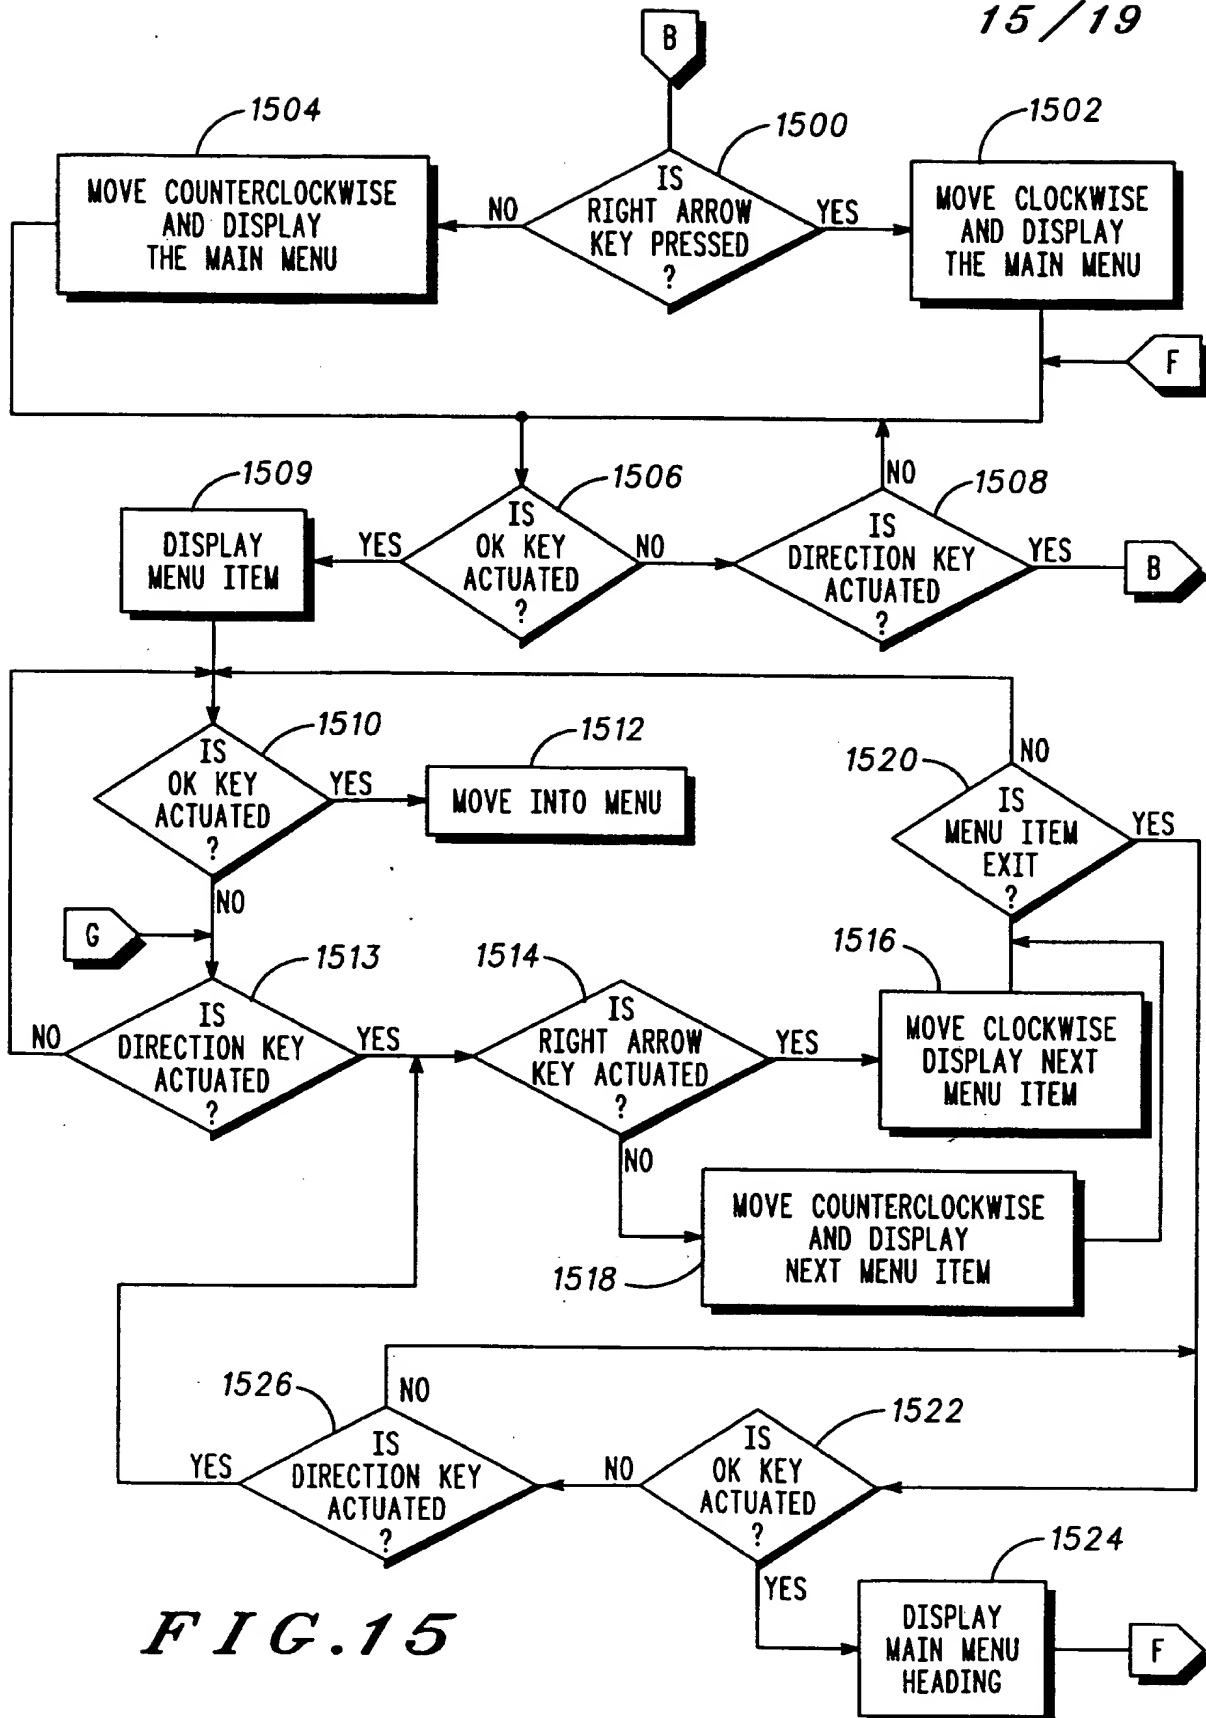 15/19
B
1504
1500
1502
MOVE COUNTERCLOCKWISE
AND DISPLAY
THE MAIN MENU
NO
IS
RIGHT ARROW
KEY PRESSED
?
YES
MOVE CLOCKWISE
AND DISPLAY
THE MAIN MENU
F
1509
1506
1508
DISPLAY
MENU ITEM
YES
IS
OK KEY
ACTUATED
?
NO
NO
IS
DIRECTION KEY
ACTUATED
?
YES
B
1510
1512
1520
IS
OK KEY
ACTUATED
?
YES
MOVE INTO MENU
NO
IS
MENU ITEM
EXIT
?
YES
NO
G
1513
1514
1516
NO
IS
DIRECTION KEY
ACTUATED
?
YES
IS
RIGHT ARROW
KEY ACTUATED
?
YES
MOVE CLOCKWISE
DISPLAY NEXT
MENU ITEM
NO
MOVE COUNTERCLOCKWISE
AND DISPLAY
NEXT MENU ITEM
1518
1526
NO
1522
YES
IS
DIRECTION KEY
ACTUATED
?
NO
IS
OK KEY
ACTUATED
?
YES
1524
DISPLAY
MAIN MENU
HEADING
F
FIG.15